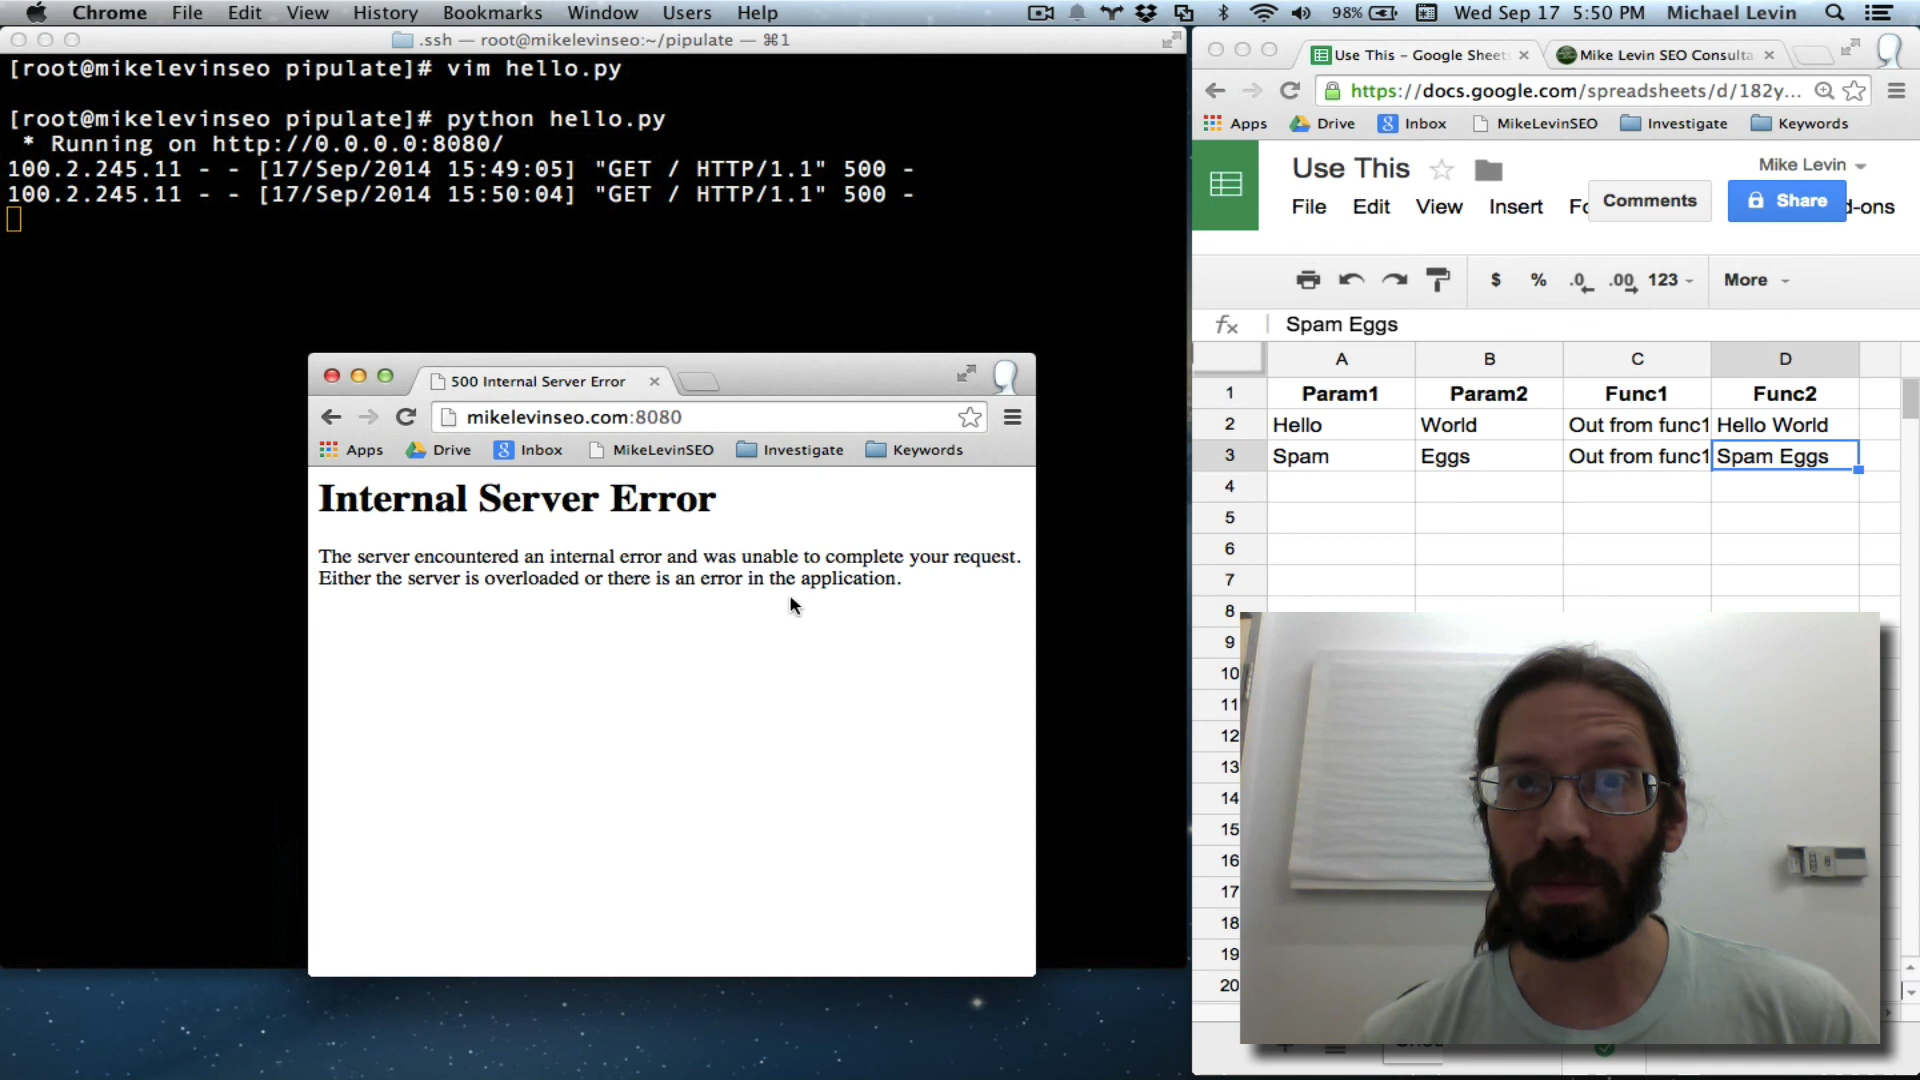 Chrome File Edit View History Bookmarks Window Users Help 98% Wed Sep 17 5:50 PM Michael Levin
.ssh — root@mikelevinseo:~/pipulate — ⌘1
[root@mikelevinseo pipulate]# vim hello.py
[root@mikelevinseo pipulate]# python hello.py
* Running on http://0.0.0.0:8080/
100.2.245.11 - - [17/Sep/2014 15:49:05] "GET / HTTP/1.1" 500 -
100.2.245.11 - - [17/Sep/2014 15:50:04] "GET / HTTP/1.1" 500 -
500 Internal Server Error
mikelevinseo.com:8080
Apps Drive Inbox MikeLevinSEO Investigate Keywords
Internal Server Error
The server encountered an internal error and was unable to complete your request.
Either the server is overloaded or there is an error in the application.
Use This – Google Sheets Mike Levin SEO Consulta
https://docs.google.com/spreadsheets/d/182y...
Apps Drive Inbox MikeLevinSEO Investigate Keywords
Use This Mike Levin
File Edit View Insert Fo Comments Share d-ons
$ % .0 .00 123 More
fx Spam Eggs
A B C D
1 Param1 Param2 Func1 Func2
2 Hello World Out from func1 Hello World
3 Spam Eggs Out from func1 Spam Eggs
4
5
6
7
8
9
10
11
12
13
14
15
16
17
18
19
20